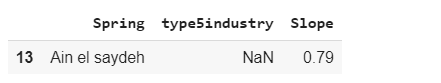 Spring type5industry Slope
13 Ain el saydeh NaN 0.79